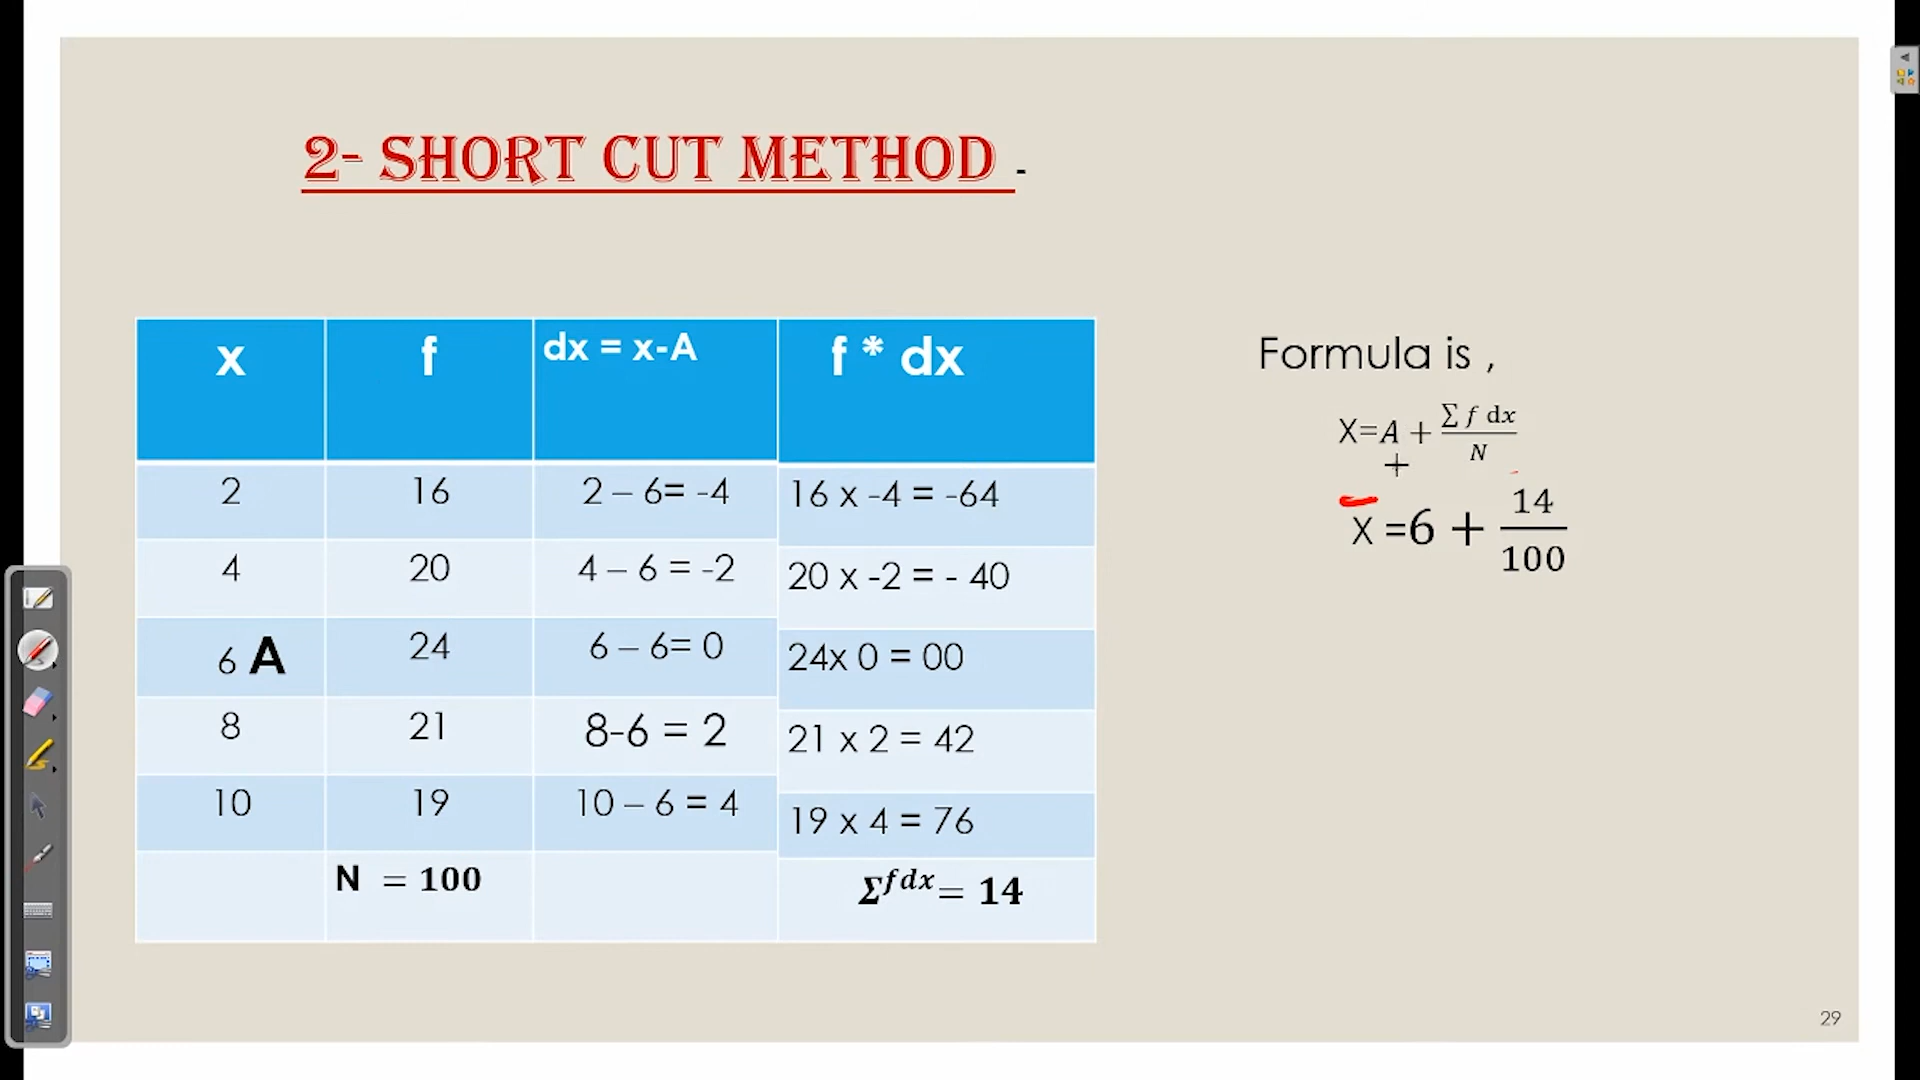 2- SHORT CUT METHOD -
x f dx = x-A f * dx
2 16 2 – 6= -4 16 x -4 = -64
4 20 4 – 6 = -2 20 x -2 = - 40
6 A 24 6 – 6= 0 24x 0 = 00
8 21 8-6 = 2 21 x 2 = 42
10 19 10 – 6 = 4 19 x 4 = 76
N = 100 Σ^fdx = 14
Formula is ,
X=A + Σ f dx / N
X =6 + 14 / 100
29